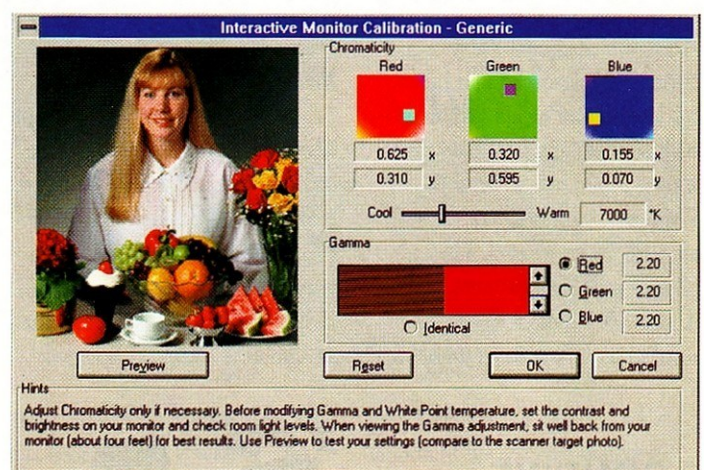 Interactive Monitor Calibration - Generic
Chromaticity
Red Green Blue
0.625 x 0.320 x 0.155 x
0.310 y 0.595 y 0.070 y
Cool Warm 7000 °K
Gamma
Red 2.20
Green 2.20
Blue 2.20
Identical
Preview Reset OK Cancel
Hints
Adjust Chromaticity only if necessary. Before modifying Gamma and White Point temperature, set the contrast and
brightness on your monitor and check room light levels. When viewing the Gamma adjustment, sit well back from your
monitor (about four feet) for best results. Use Preview to test your settings (compare to the scanner target photo).